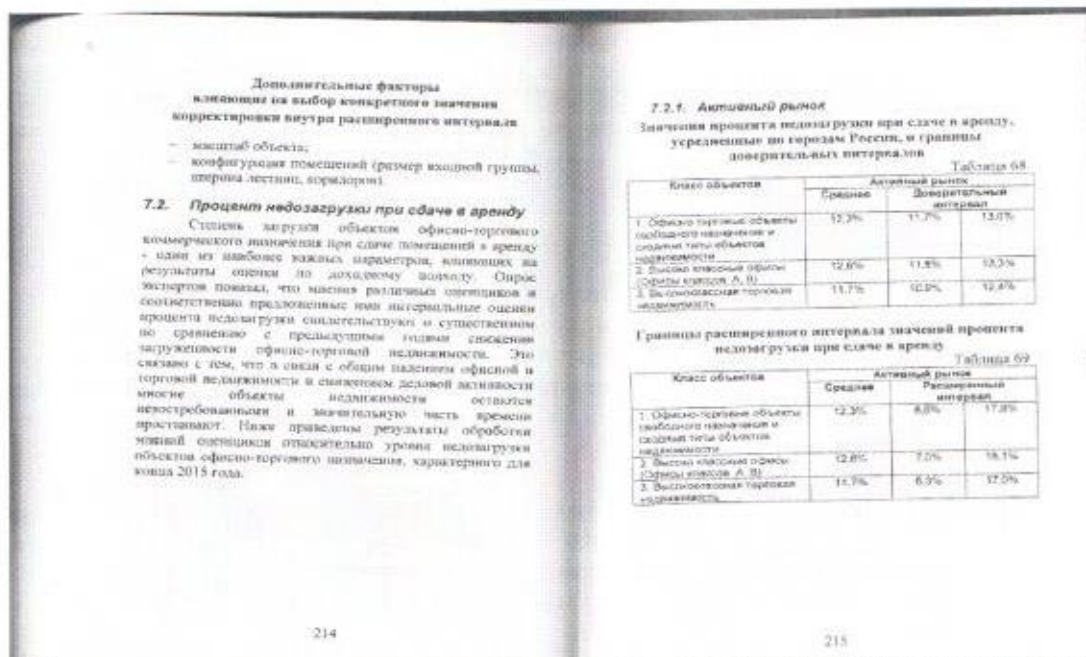 Дополнительные факторы
влияющие на выбор конкретного значения
корректировки внутри расширенного интервала
– масштаб объекта;
– конфигурация помещений (размер входной группы,
ширина лестниц, коридоров)
7.2. Процент недозагрузки при сдаче в аренду
Степень загрузки объектов офисно-торгового
коммерческого назначения при сдаче помещений в аренду
- один из наиболее важных параметров, влияющих на
результаты оценки по доходному подходу. Опрос
экспертов показал, что мнения различных оценщиков и
соответственно предложенные ими интервальные оценки
процента недозагрузки свидетельствуют о существенном
по сравнению с предыдущими годами снижении
загруженности офисно-торговой недвижимости. Это
связано с тем, что в связи с общим падением офисной и
торговой недвижимости и снижением деловой активности
многие объекты недвижимости остаются
невостребованными и значительную часть времени
простаивают. Ниже приведены результаты обработки
мнений оценщиков относительно уровня недозагрузки
объектов офисно-торгового назначения, характерного для
конца 2015 года.
214
7.2.1. Активный рынок
Значения процента недозагрузки при сдаче в аренду,
усредненные по городам России, и границы
доверительных интервалов
Таблица 68
Класс объектов Активный рынок
Среднее Доверительный
интервал
1. Офисно-торговые объекты 12,3% 11,7% 13,0%
свободного назначения и
сходные типы объектов
недвижимости
2. Высоко классные офисы 12,6% 11,8% 13,3%
(Офисы классов А, В)
3. Высококлассная торговая 11,7% 10,9% 12,4%
недвижимость
Границы расширенного интервала значений процента
недозагрузки при сдаче в аренду
Таблица 69
Класс объектов Активный рынок
Среднее Расширенный
интервал
1. Офисно-торговые объекты 12,3% 17,8%
свободного назначения и
сходные типы объектов
недвижимости
2. Высоко классные офисы 12,6% 7,0% 18,1%
(Офисы классов А, В)
3. Высококлассная торговая 11,7% 6,3% 17,0%
недвижимость
215